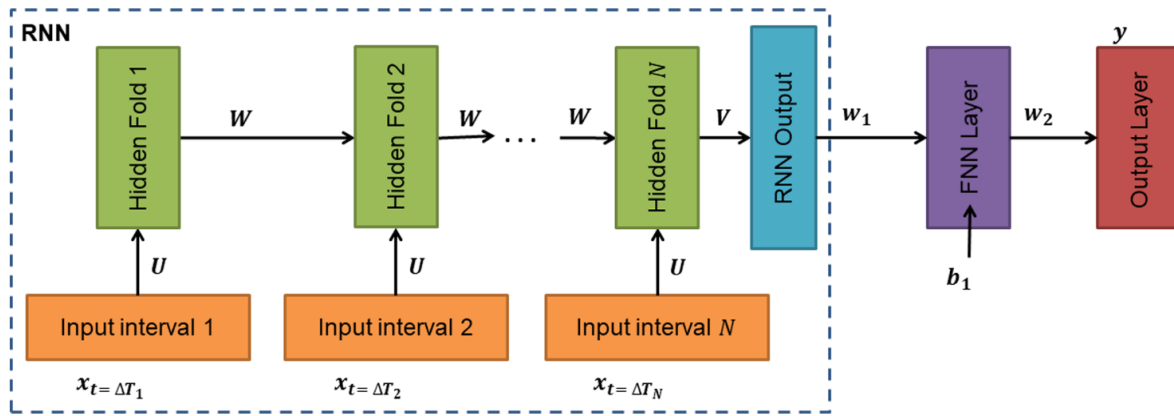 RNN
Hidden Fold 1
W
Hidden Fold 2
W
...
W
Hidden Fold N
V
RNN Output
w₁
FNN Layer
w₂
y
Output Layer
U
U
U
b₁
Input interval 1
Input interval 2
Input interval N
xₜ₌ ΔT₁
xₜ₌ ΔT₂
xₜ₌ ΔT_N